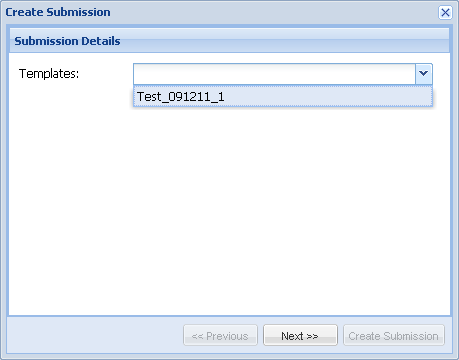 Create Submission
Submission Details
Templates:
Test_091211_1
<< Previous Next >> Create Submission